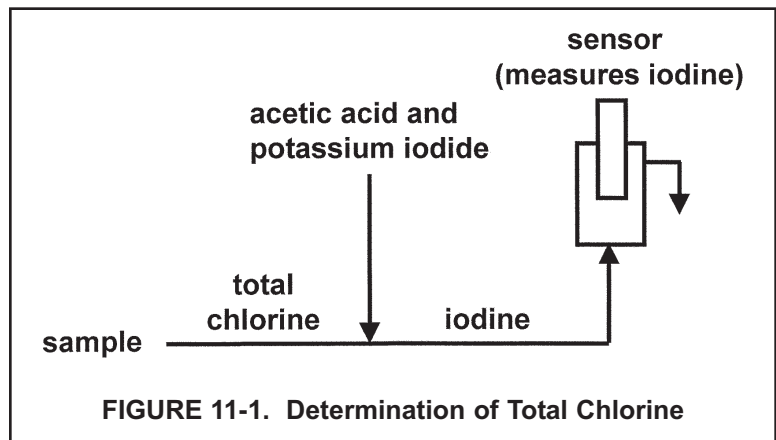 sensor
(measures iodine)
acetic acid and
potassium iodide
total
chlorine
iodine
sample
FIGURE 11-1.  Determination of Total Chlorine